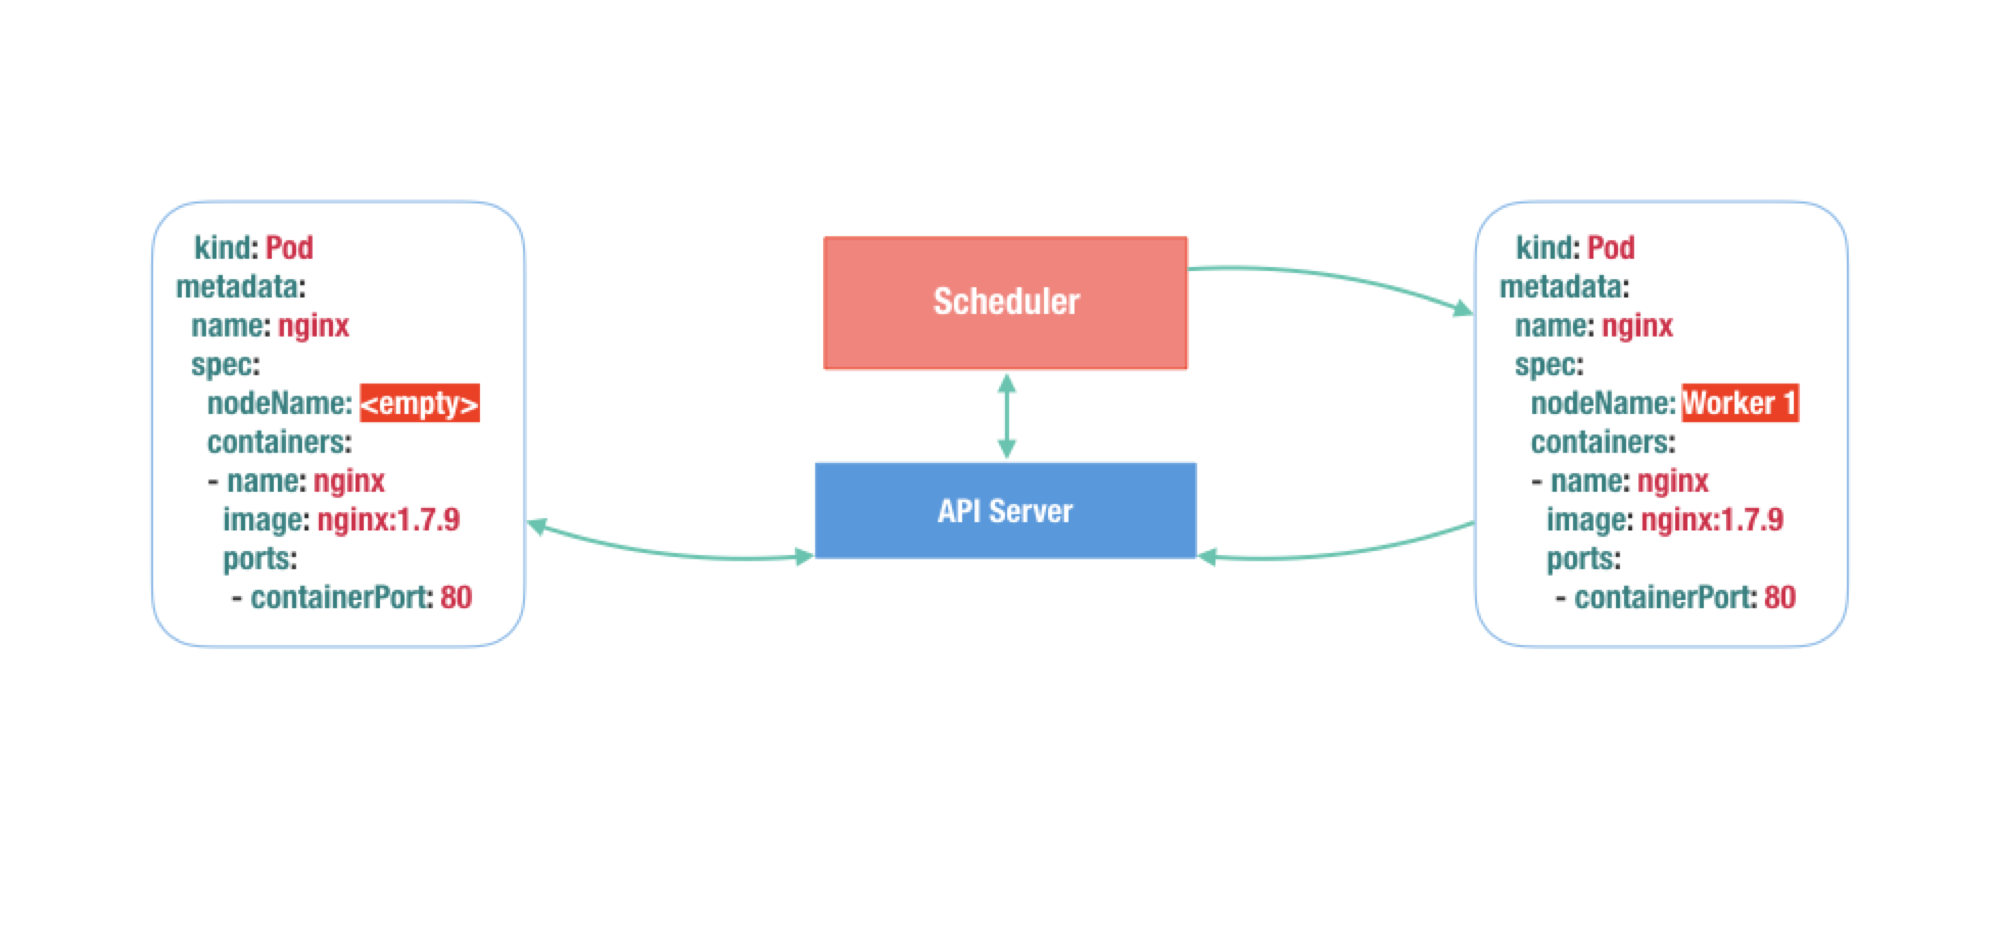 kind: Pod
metadata:
name: nginx
spec:
nodeName: <empty>
containers:
- name: nginx
image: nginx:1.7.9
ports:
- containerPort: 80
Scheduler
API Server
kind: Pod
metadata:
name: nginx
spec:
nodeName: Worker 1
containers:
- name: nginx
image: nginx:1.7.9
ports:
- containerPort: 80